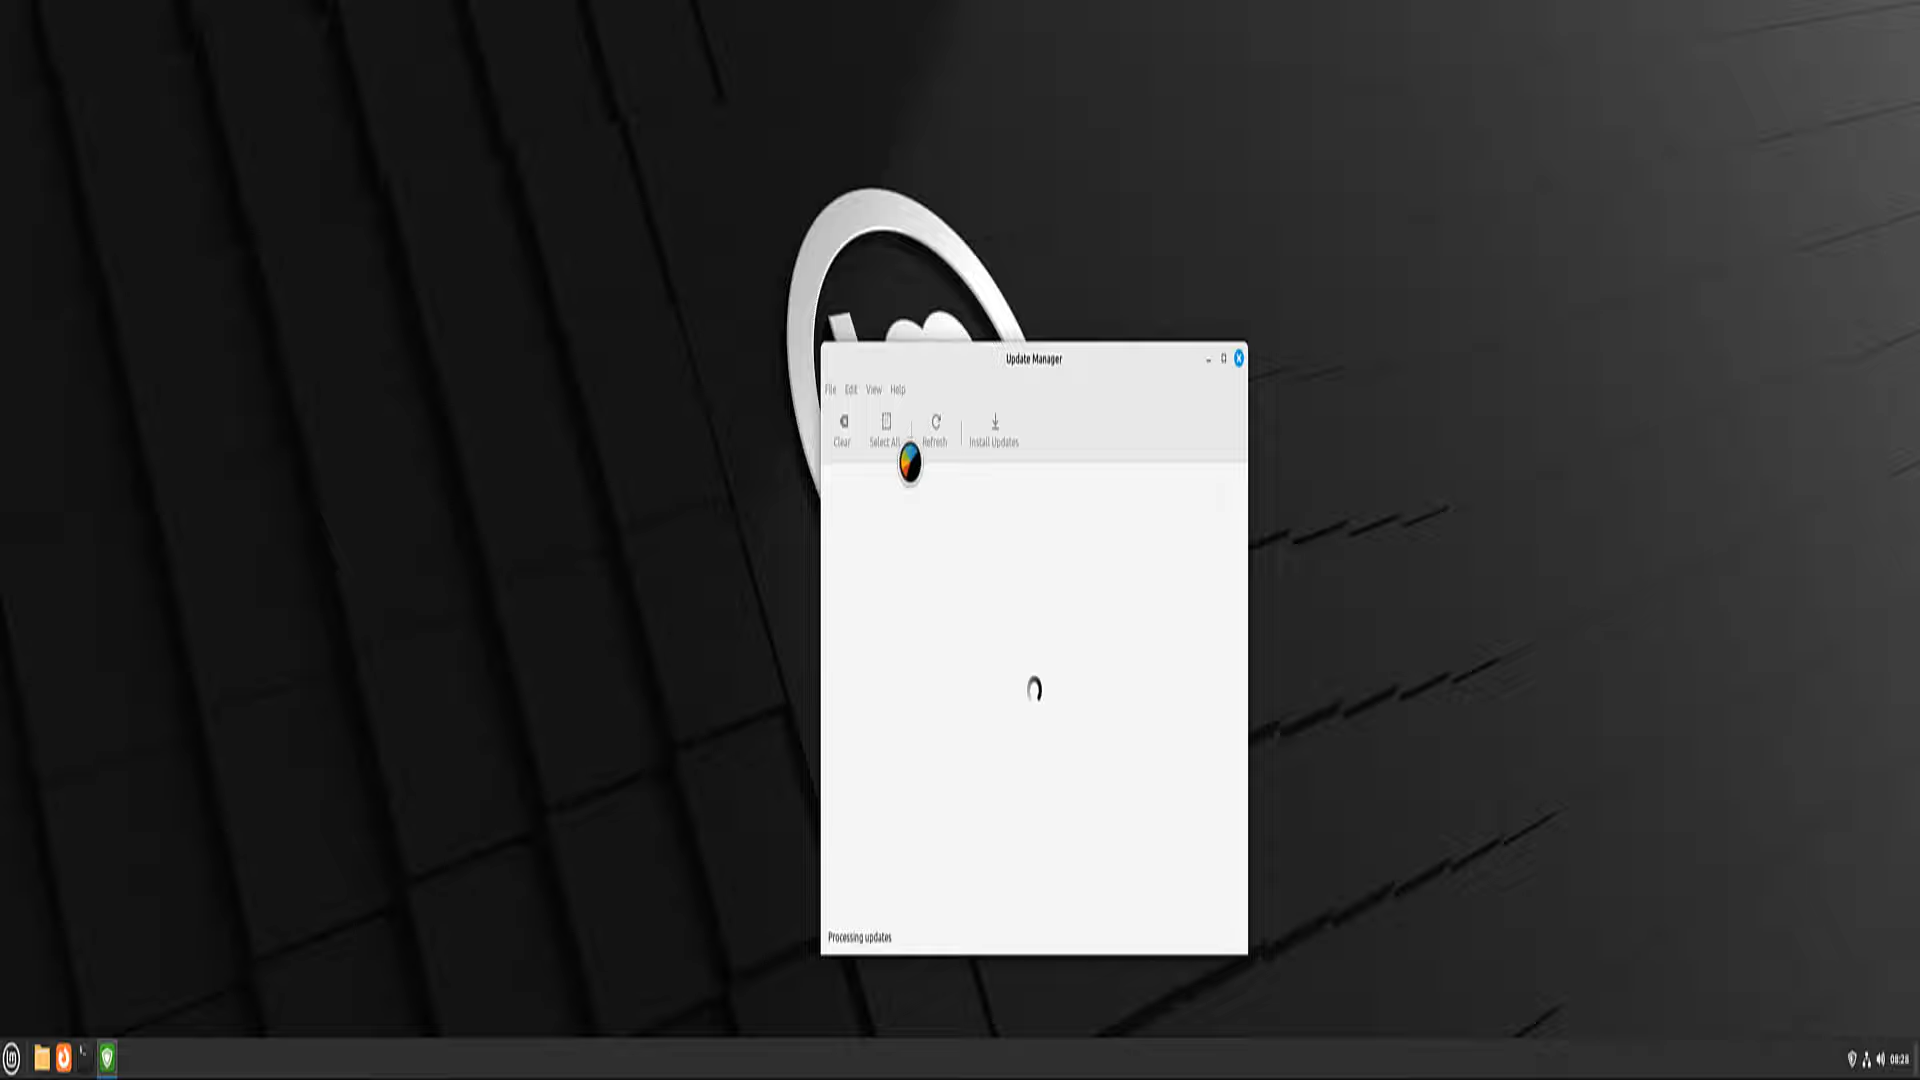 Update Manager
File Edit View Help
Clear Select All Refresh Install Updates
Processing updates
08:28